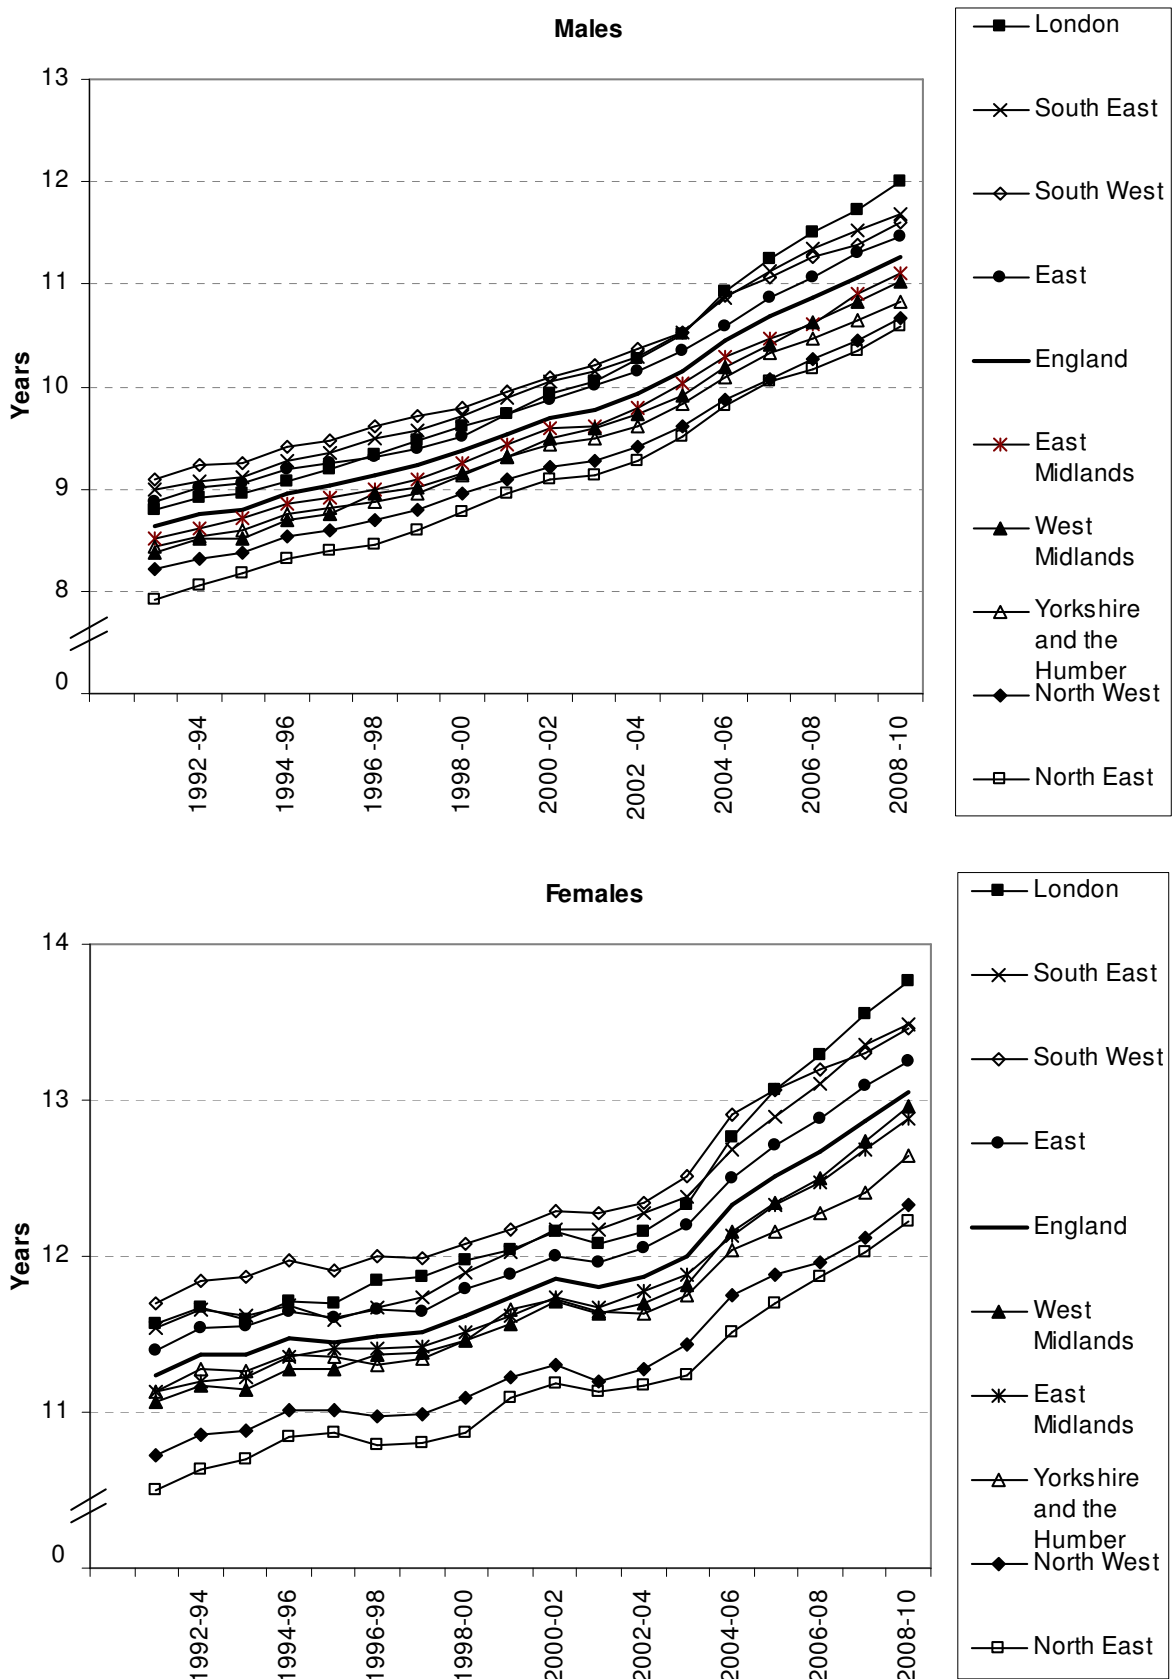 Males
13
12
11
10
9
8
0
Years
1992 -94
1994 -96
1996 -98
1998 -00
2000 -02
2002 -04
2004 -06
2006 -08
2008 -10
London
South East
South West
East
England
East
Midlands
West
Midlands
Yorkshire
and the
Humber
North West
North East
Females
14
13
12
11
0
Years
1992-94
1994-96
1996-98
1998-00
2000-02
2002-04
2004-06
2006-08
2008-10
London
South East
South West
East
England
West
Midlands
East
Midlands
Yorkshire
and the
Humber
North West
North East